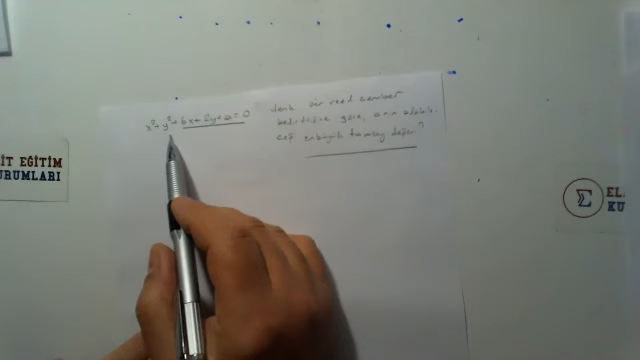 x²+y²+6x+2y+a=0
denk bir reel çember
belirttiğine göre, a'nın alabile-
ceği en büyük tamsayı değeri?
İT EĞİTİM
URUMLARI
EL.
KU